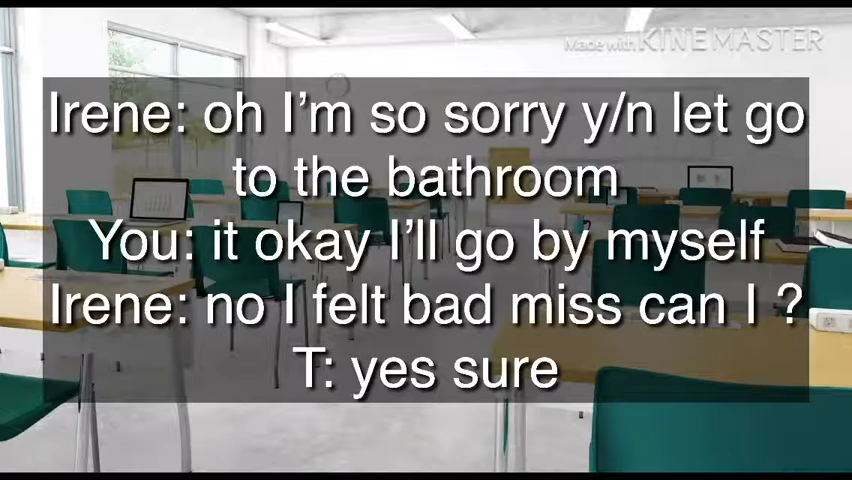 Made with KINEMASTER
Irene: oh I'm so sorry y/n let go
to the bathroom
You: it okay I'll go by myself
Irene: no I felt bad miss can I ?
T: yes sure